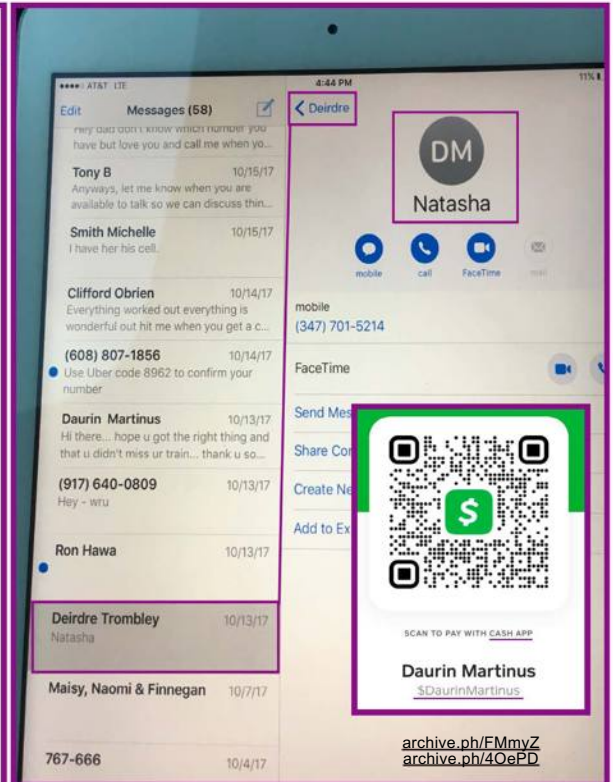 AT&T LTE
4:44 PM
11%
Edit
Messages (58)
Hey dad don't know which number you
have but love you and call me when yo...
Tony B
10/15/17
Anyways, let me know when you are
available to talk so we can discuss thin...
Smith Michelle
10/15/17
I have her his cell.
Clifford Obrien
10/14/17
Everything worked out everything is
wonderful out hit me when you get a c...
(608) 807-1856
10/14/17
Use Uber code 8962 to confirm your
number
Daurin Martinus
10/13/17
Hi there... hope u got the right thing and
that u didn't miss ur train... thank u so...
(917) 640-0809
10/13/17
Hey - wru
Ron Hawa
10/13/17
Deirdre Trombley
10/13/17
Natasha
Maisy, Naomi & Finnegan
10/7/17
767-666
10/4/17
Deirdre
DM
Natasha
mobile
call
FaceTime
mail
mobile
(347) 701-5214
FaceTime
Send Mes
Share Con
Create Ne
Add to Ex
$
SCAN TO PAY WITH CASH APP
Daurin Martinus
$DaurinMartinus
archive.ph/FMmyZ
archive.ph/4OePD